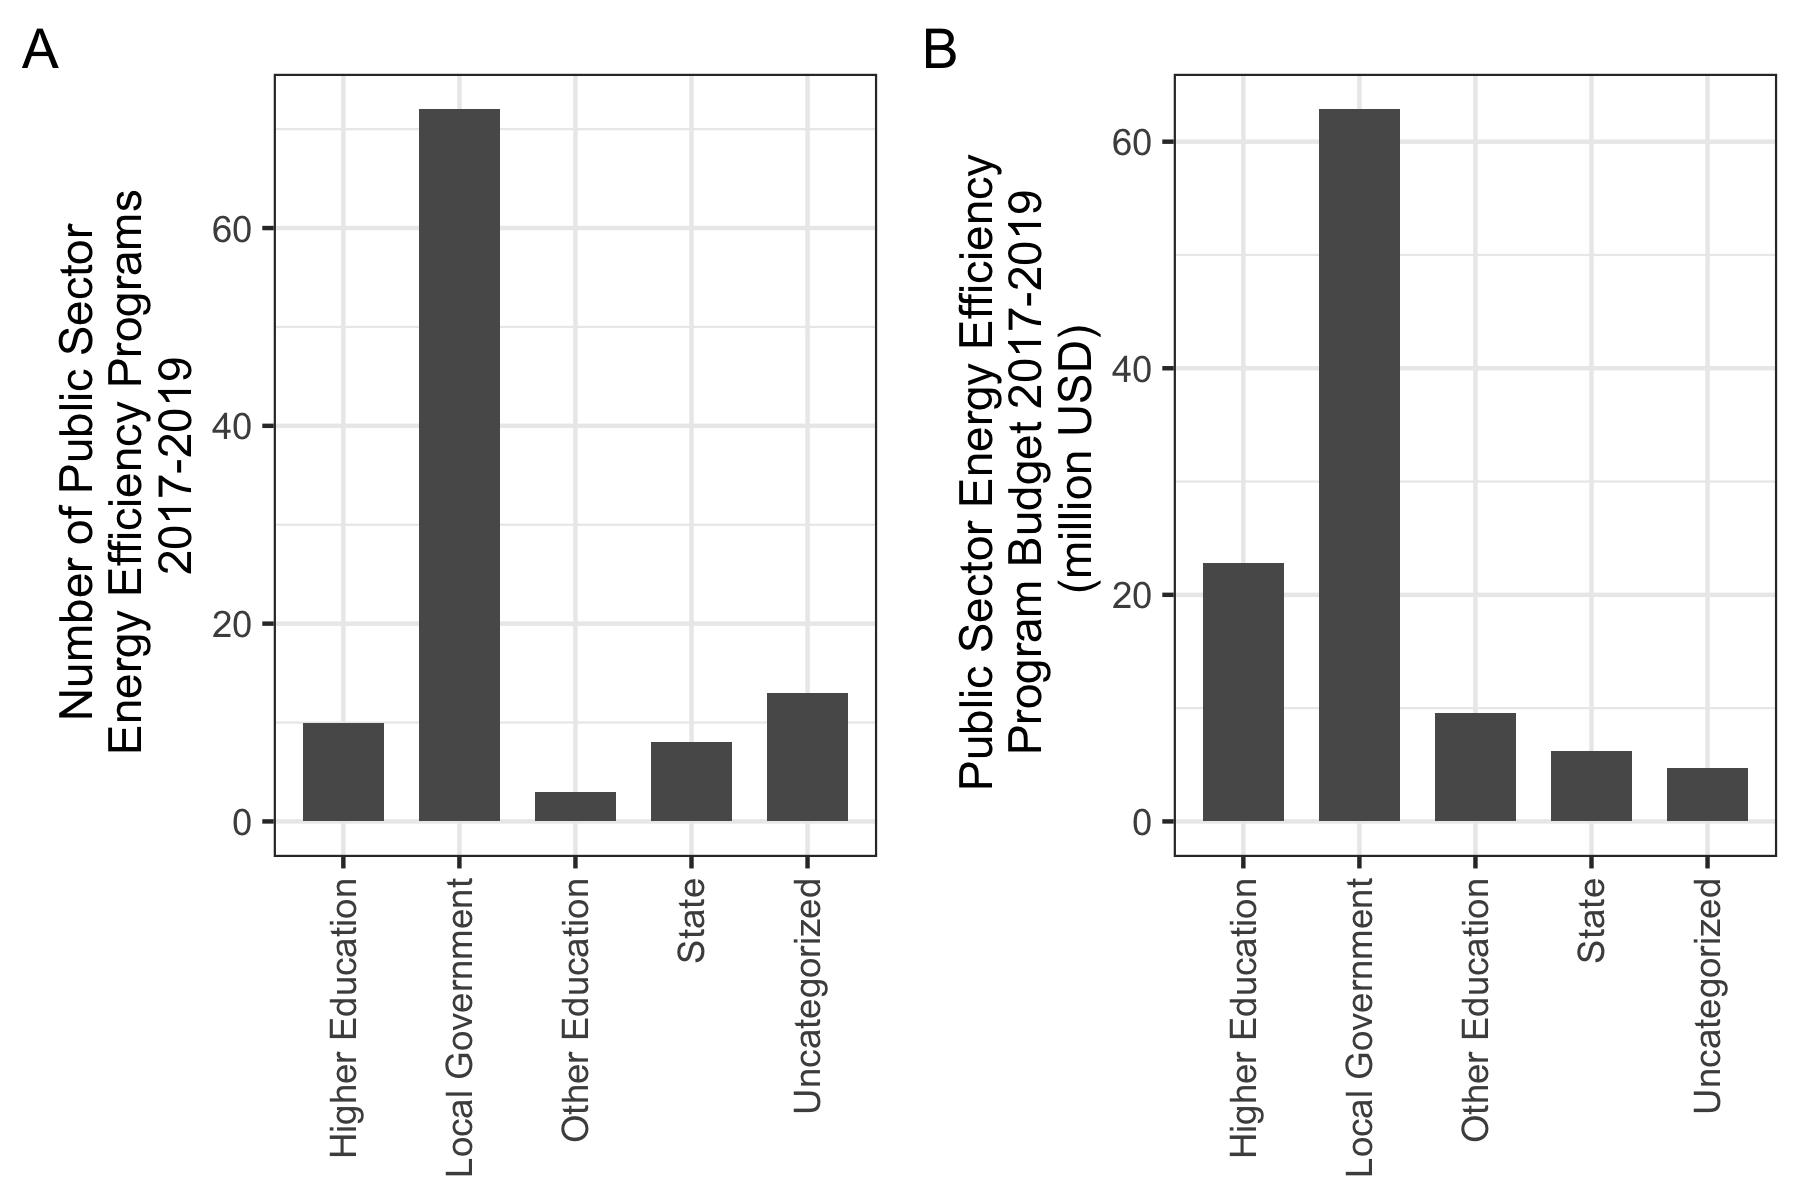 A
Number of Public Sector
Energy Efficiency Programs
2017-2019
60
40
20
0
Higher Education
Local Government
Other Education
State
Uncategorized
B
Public Sector Energy Efficiency
Program Budget 2017-2019
(million USD)
60
40
20
0
Higher Education
Local Government
Other Education
State
Uncategorized